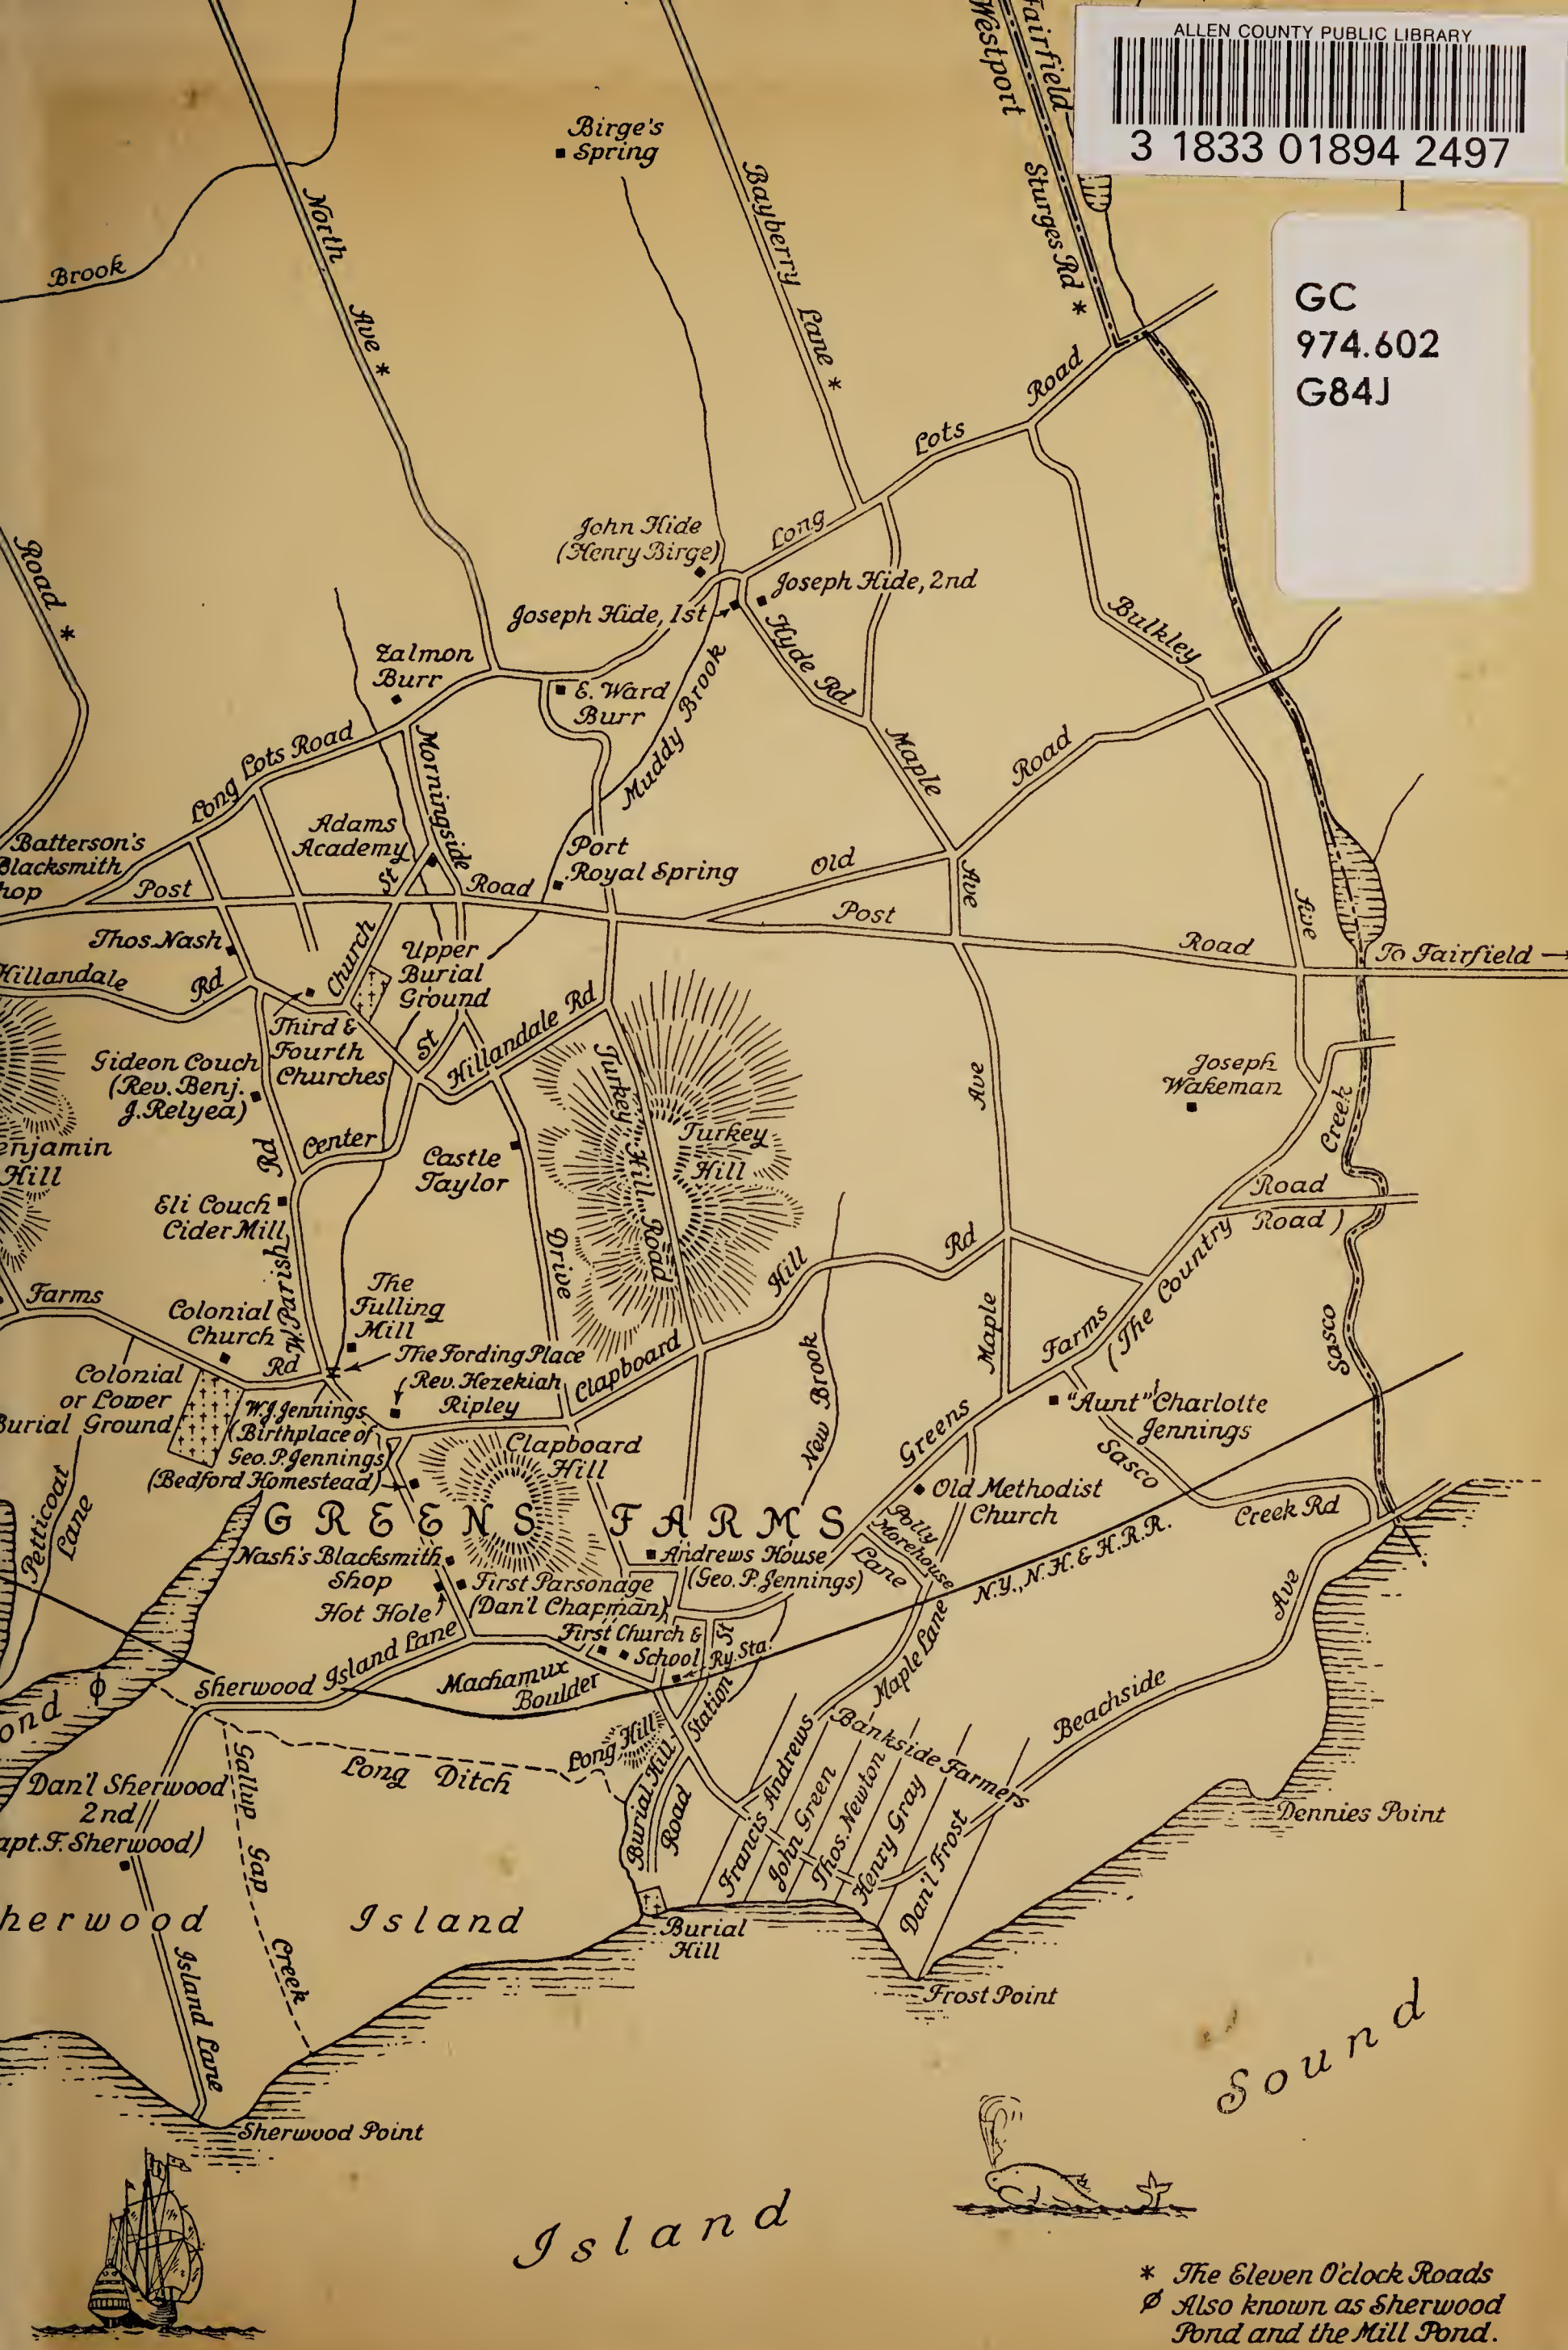 ALLEN COUNTY PUBLIC LIBRARY
3 1833 01894 2497
GC
974.602
G84J
Fairfield
Westport
Sturges Rd *
Birge's
Spring
Bayberry Lane *
North Ave *
Brook
Road *
Long Lots Road
John Hide
(Henry Birge)
Joseph Hide, 2nd
Joseph Hide, 1st
Hyde Rd
Bulkley Ave
Zalmon
Burr
E. Ward
Burr
Muddy Brook
Long Lots Road
Morningside
Maple Ave
Old Road
Adams
Academy
Batterson's
Blacksmith
hop
Port
Royal Spring
Post Road
Post Road
To Fairfield
Thos. Nash
Church St
Upper
Burial
Ground
Hillandale Rd
Third &
Fourth
Churches
St
Hillandale Rd
Gideon Couch
(Rev. Benj.
J. Relyea)
Turkey Hill Road
Turkey
Hill
Ave
Joseph
Wakeman
Creek
enjamin
Hill
Rd
Center
Castle
Taylor
Eli Couch
Cider Mill
W. Parish
Drive
Road
Road)
(The Country
Farms
Colonial
Church
Rd
The
Fulling
Mill
The Fording Place
Clapboard Hill Rd
New Brook
Maple
Greens Farms
Sasco
Colonial
or Lower
Burial Ground
Rev. Hezekiah
Ripley
W.J. Jennings
(Birthplace of
Geo. P. Jennings)
(Bedford Homestead)
Clapboard
Hill
"Aunt" Charlotte
Jennings
Sasco Creek Rd
Old Methodist
Church
Petticoat
Lane
GREENS FARMS
Polly
Morehouse
Lane
Nash's Blacksmith
Shop
Andrews House
(Geo. P. Jennings)
First Parsonage
(Dan'l Chapman)
Hot Hole
N.Y., N.H. & H.R.R.
First Church &
School
Ry. Sta.
Station St
Maple Lane
Sherwood Island Lane
Machamux
Boulder
ond φ
Beachside Ave
Long Hill
Bankside Farmers
Gallup Gap Creek
Long Ditch
Burial Hill
Road
Francis Andrews
John Green
Thos. Newton
Henry Gray
Dan'l Frost
Dennies Point
Dan'l Sherwood
2nd
apt. F. Sherwood)
herwood Island
Burial
Hill
Frost Point
Island Lane
Sherwood Point
Island Sound
* The Eleven O'clock Roads
φ Also known as Sherwood
Pond and the Mill Pond.